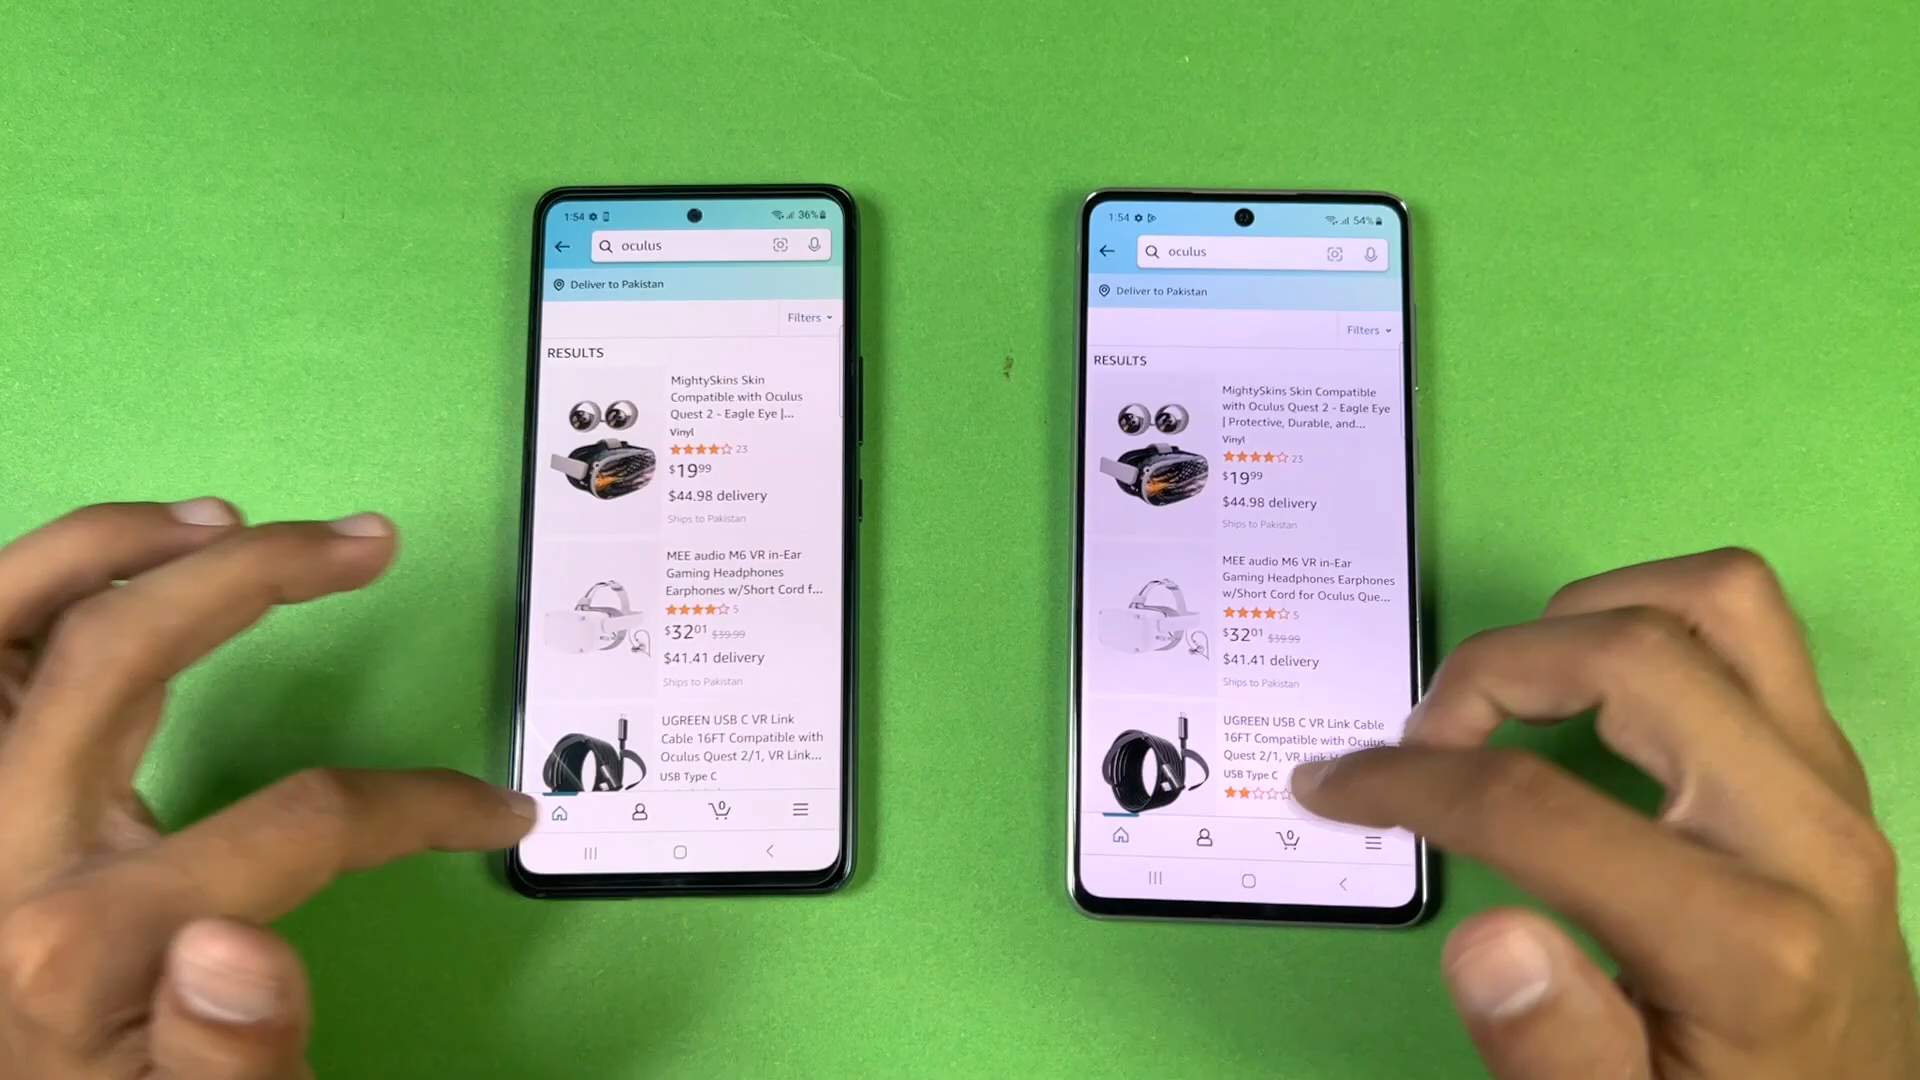 1:54
36%
oculus
Deliver to Pakistan
Filters
RESULTS
MightySkins Skin
Compatible with Oculus
Quest 2 - Eagle Eye |...
Vinyl
23
$19.99
$44.98 delivery
Ships to Pakistan
MEE audio M6 VR in-Ear
Gaming Headphones
Earphones w/Short Cord f...
5
$32.01 $39.99
$41.41 delivery
Ships to Pakistan
UGREEN USB C VR Link
Cable 16FT Compatible with
Oculus Quest 2/1, VR Link...
USB Type C
0
1:54
54%
oculus
Deliver to Pakistan
Filters
RESULTS
MightySkins Skin Compatible
with Oculus Quest 2 - Eagle Eye
| Protective, Durable, and...
Vinyl
23
$19.99
$44.98 delivery
Ships to Pakistan
MEE audio M6 VR in-Ear
Gaming Headphones Earphones
w/Short Cord for Oculus Que...
5
$32.01 $39.99
$41.41 delivery
Ships to Pakistan
UGREEN USB C VR Link Cable
16FT Compatible with Oculus
Quest 2/1, VR Link
USB Type C
0